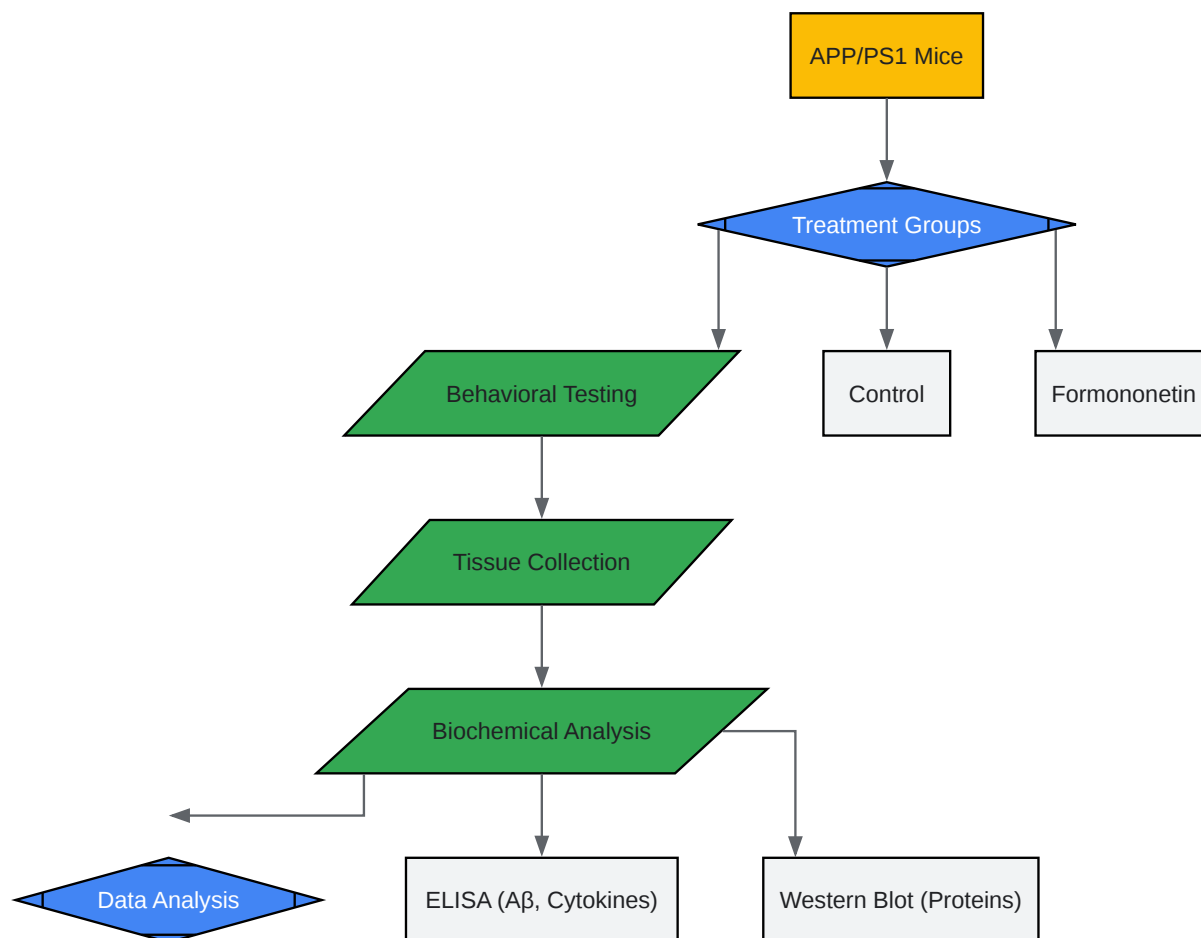 APP/PS1 Mice
Treatment Groups
Behavioral Testing
Control
Formononetin
Tissue Collection
Biochemical Analysis
Data Analysis
ELISA (Aβ, Cytokines)
Western Blot (Proteins)